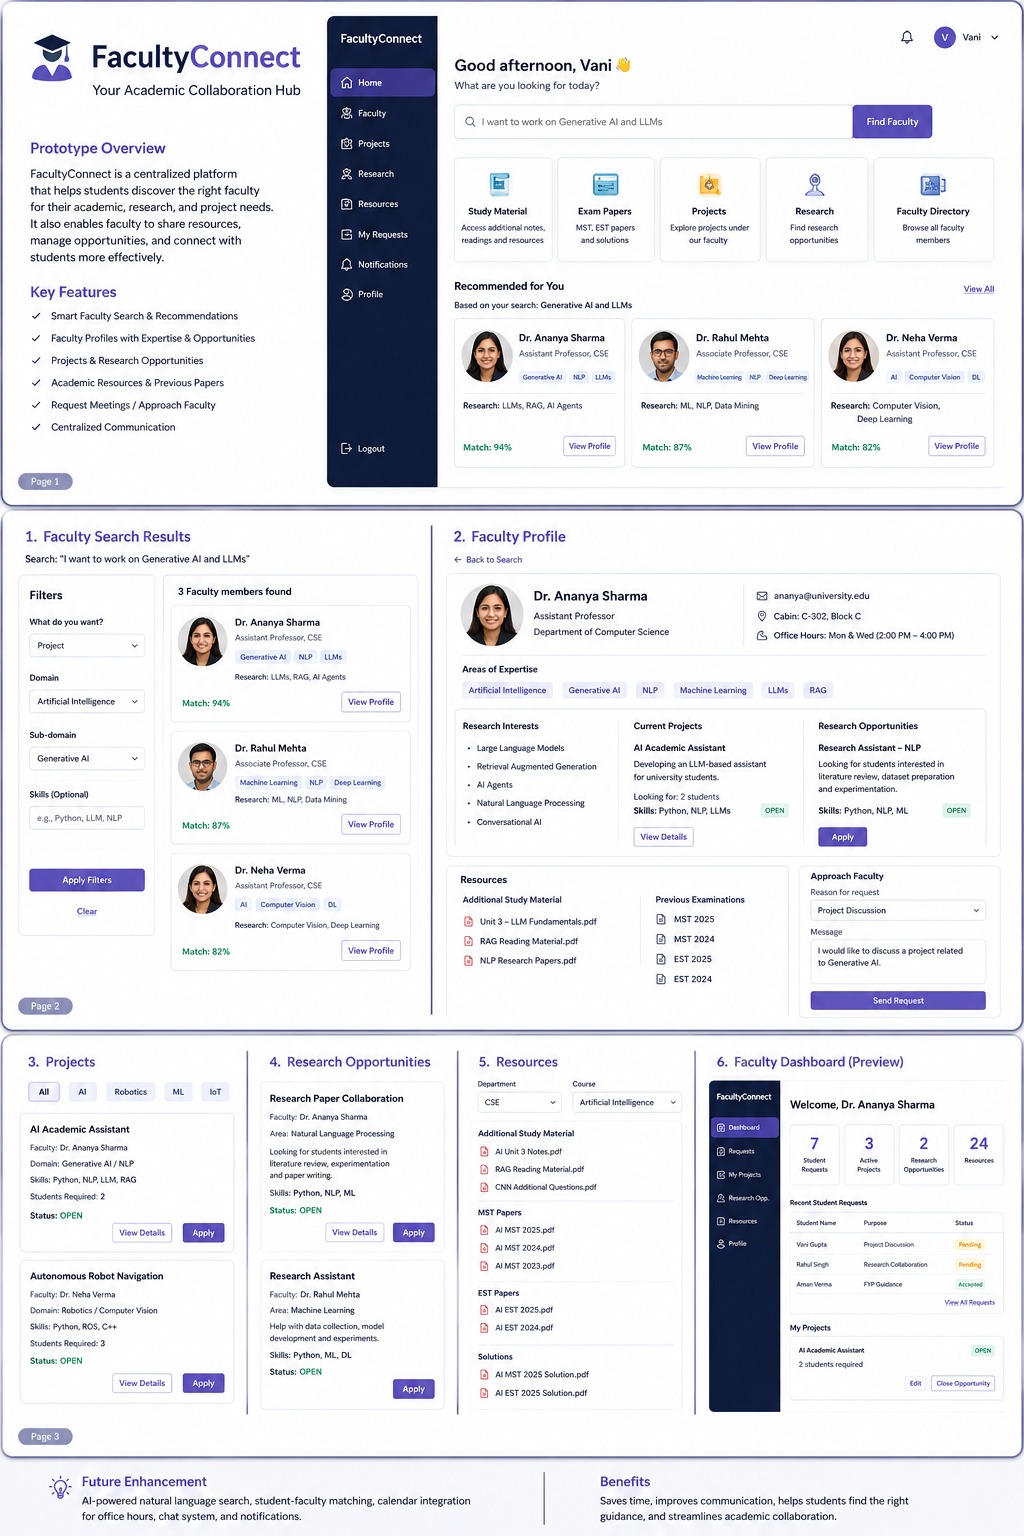 FacultyConnect
Your Academic Collaboration Hub
Prototype Overview
FacultyConnect is a centralized platform
that helps students discover the right faculty
for their academic, research, and project needs.
It also enables faculty to share resources,
manage opportunities, and connect with
students more effectively.
Key Features
Smart Faculty Search & Recommendations
Faculty Profiles with Expertise & Opportunities
Projects & Research Opportunities
Academic Resources & Previous Papers
Request Meetings / Approach Faculty
Centralized Communication
Page 1
FacultyConnect
Home
Faculty
Projects
Research
Resources
My Requests
Notifications
Profile
Logout
V Vani
Good afternoon, Vani 👋
What are you looking for today?
I want to work on Generative AI and LLMs
Find Faculty
Study Material
Access additional notes,
readings and resources
Exam Papers
MST, EST papers
and solutions
Projects
Explore projects under
our faculty
Research
Find research
opportunities
Faculty Directory
Browse all faculty
members
Recommended for You
View All
Based on your search: Generative AI and LLMs
Dr. Ananya Sharma
Assistant Professor, CSE
Generative AI NLP LLMs
Research: LLMs, RAG, AI Agents
Match: 94%
View Profile
Dr. Rahul Mehta
Associate Professor, CSE
Machine Learning NLP Deep Learning
Research: ML, NLP, Data Mining
Match: 87%
View Profile
Dr. Neha Verma
Assistant Professor, CSE
AI Computer Vision DL
Research: Computer Vision,
Deep Learning
Match: 82%
View Profile
1. Faculty Search Results
Search: "I want to work on Generative AI and LLMs"
Filters
What do you want?
Project
Domain
Artificial Intelligence
Sub-domain
Generative AI
Skills (Optional)
e.g., Python, LLM, NLP
Apply Filters
Clear
3 Faculty members found
Dr. Ananya Sharma
Assistant Professor, CSE
Generative AI NLP LLMs
Research: LLMs, RAG, AI Agents
Match: 94%
View Profile
Dr. Rahul Mehta
Associate Professor, CSE
Machine Learning NLP Deep Learning
Research: ML, NLP, Data Mining
Match: 87%
View Profile
Dr. Neha Verma
Assistant Professor, CSE
AI Computer Vision DL
Research: Computer Vision, Deep Learning
Match: 82%
View Profile
Page 2
2. Faculty Profile
← Back to Search
Dr. Ananya Sharma
Assistant Professor
Department of Computer Science
ananya@university.edu
Cabin: C-302, Block C
Office Hours: Mon & Wed (2:00 PM – 4:00 PM)
Areas of Expertise
Artificial Intelligence Generative AI NLP Machine Learning LLMs RAG
Research Interests
• Large Language Models
• Retrieval Augmented Generation
• AI Agents
• Natural Language Processing
• Conversational AI
Current Projects
AI Academic Assistant
Developing an LLM-based assistant
for university students.
Looking for: 2 students
Skills: Python, NLP, LLMs
OPEN
View Details
Research Opportunities
Research Assistant – NLP
Looking for students interested in
literature review, dataset preparation
and experimentation.
Skills: Python, NLP, ML
OPEN
Apply
Resources
Additional Study Material
Unit 3 – LLM Fundamentals.pdf
RAG Reading Material.pdf
NLP Research Papers.pdf
Previous Examinations
MST 2025
MST 2024
EST 2025
EST 2024
Approach Faculty
Reason for request
Project Discussion
Message
I would like to discuss a project related
to Generative AI.
Send Request
3. Projects
All AI Robotics ML IoT
AI Academic Assistant
Faculty: Dr. Ananya Sharma
Domain: Generative AI / NLP
Skills: Python, NLP, LLM, RAG
Students Required: 2
Status: OPEN
View Details
Apply
Autonomous Robot Navigation
Faculty: Dr. Neha Verma
Domain: Robotics / Computer Vision
Skills: Python, ROS, C++
Students Required: 3
Status: OPEN
View Details
Apply
Page 3
4. Research Opportunities
Research Paper Collaboration
Faculty: Dr. Ananya Sharma
Area: Natural Language Processing
Looking for students interested in
literature review, experimentation
and paper writing.
Skills: Python, NLP, ML
Status: OPEN
View Details
Apply
Research Assistant
Faculty: Dr. Rahul Mehta
Area: Machine Learning
Help with data collection, model
development and experiments.
Skills: Python, ML, DL
Status: OPEN
Apply
5. Resources
Department
CSE
Course
Artificial Intelligence
Additional Study Material
AI Unit 3 Notes.pdf
RAG Reading Material.pdf
CNN Additional Questions.pdf
MST Papers
AI MST 2025.pdf
AI MST 2024.pdf
AI MST 2023.pdf
EST Papers
AI EST 2025.pdf
AI EST 2024.pdf
Solutions
AI MST 2025 Solution.pdf
AI EST 2025 Solution.pdf
6. Faculty Dashboard (Preview)
FacultyConnect
Dashboard
Requests
My Projects
Research Opp.
Resources
Profile
Welcome, Dr. Ananya Sharma
7
Student
Requests
3
Active
Projects
2
Research
Opportunities
24
Resources
Recent Student Requests
Student Name Purpose Status
Vani Gupta Project Discussion Pending
Rahul Singh Research Collaboration Pending
Aman Verma FYP Guidance Accepted
View All Requests
My Projects
AI Academic Assistant
OPEN
2 students required
Edit
Close Opportunity
Future Enhancement
AI-powered natural language search, student-faculty matching, calendar integration
for office hours, chat system, and notifications.
Benefits
Saves time, improves communication, helps students find the right
guidance, and streamlines academic collaboration.